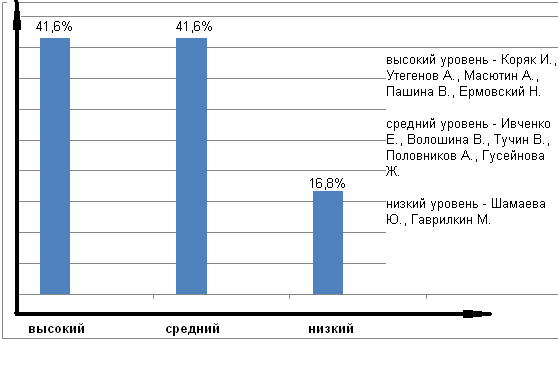 41,6%
41,6%
16,8%
высокий уровень - Коряк И.,
Утегенов А., Масютин А.,
Пашина В., Ермовский Н.
средний уровень - Ивченко
Е., Волошина В., Тучин В.,
Половников А., Гусейнова
Ж.
низкий уровень - Шамаева
Ю., Гаврилкин М.
высокий
средний
низкий